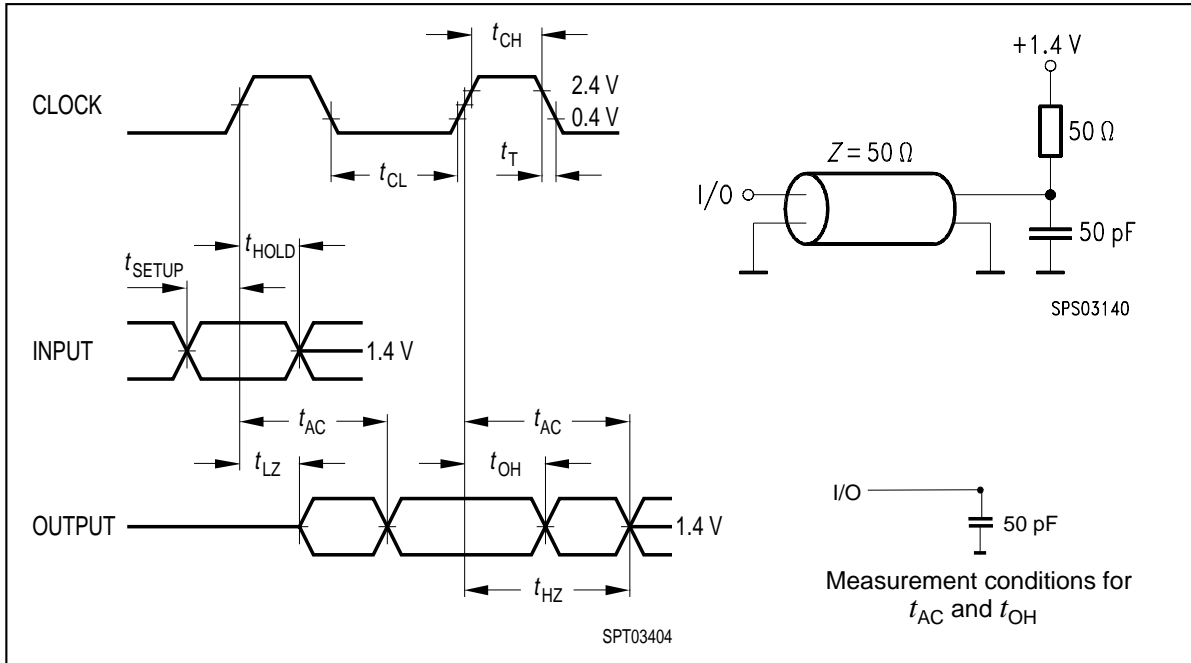 CLOCK
tCH
2.4 V
0.4 V
tT
tCL
tHOLD
tSETUP
INPUT
1.4 V
tAC
tAC
tLZ
tOH
OUTPUT
1.4 V
tHZ
SPT03404
+1.4 V
50 Ω
Z = 50 Ω
I/O
50 pF
SPS03140
I/O
50 pF
Measurement conditions for
tAC and tOH